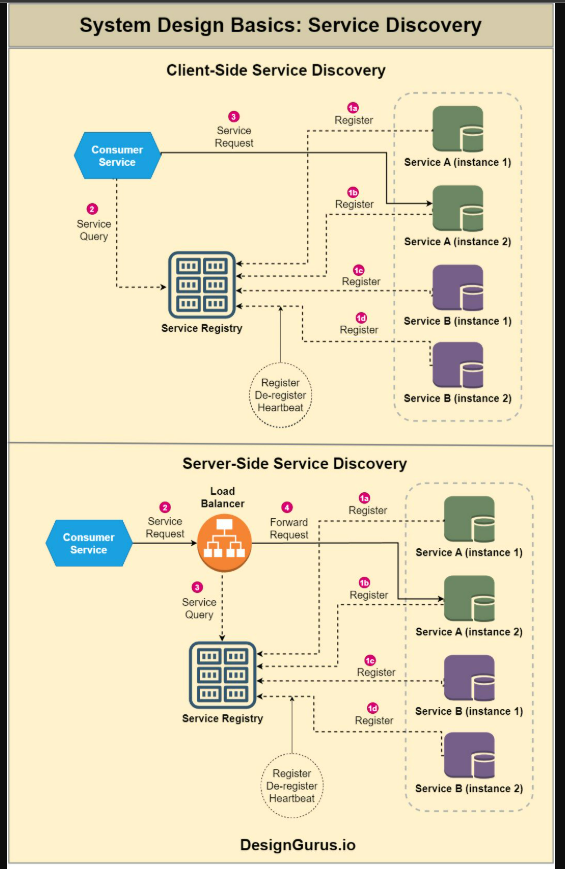 System Design Basics: Service Discovery
Client-Side Service Discovery
1a
Register
3
Service
Request
Consumer
Service
Service A (instance 1)
1b
Register
2
Service
Query
Service A (instance 2)
1c
Register
Service Registry
Service B (instance 1)
1d
Register
Register
De-register
Heartbeat
Service B (instance 2)
Server-Side Service Discovery
Load
Balancer
1a
Register
2
Service
Request
4
Forward
Request
Consumer
Service
Service A (instance 1)
1b
Register
3
Service
Query
Service A (instance 2)
1c
Register
Service Registry
Service B (instance 1)
1d
Register
Register
De-register
Heartbeat
Service B (instance 2)
DesignGurus.io